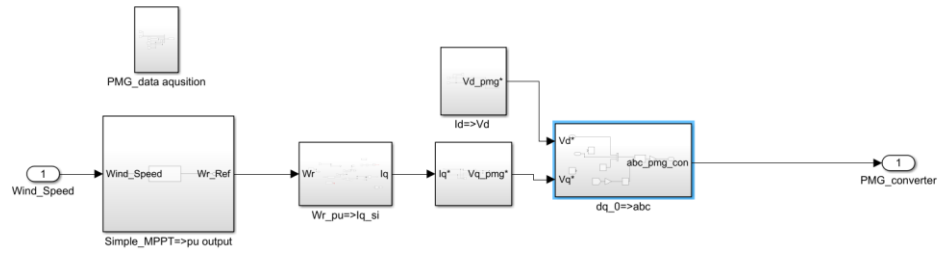 PMG_data aqusition
Vd_pmg*
Id=>Vd
1
Wind_Speed
Wind_Speed
Wr_Ref
Simple_MPPT=>pu output
Wr
Iq
Wr_pu=>Iq_si
Iq*
Vq_pmg*
Vd*
Vq*
abc_pmg_con
dq_0=>abc
1
PMG_converter